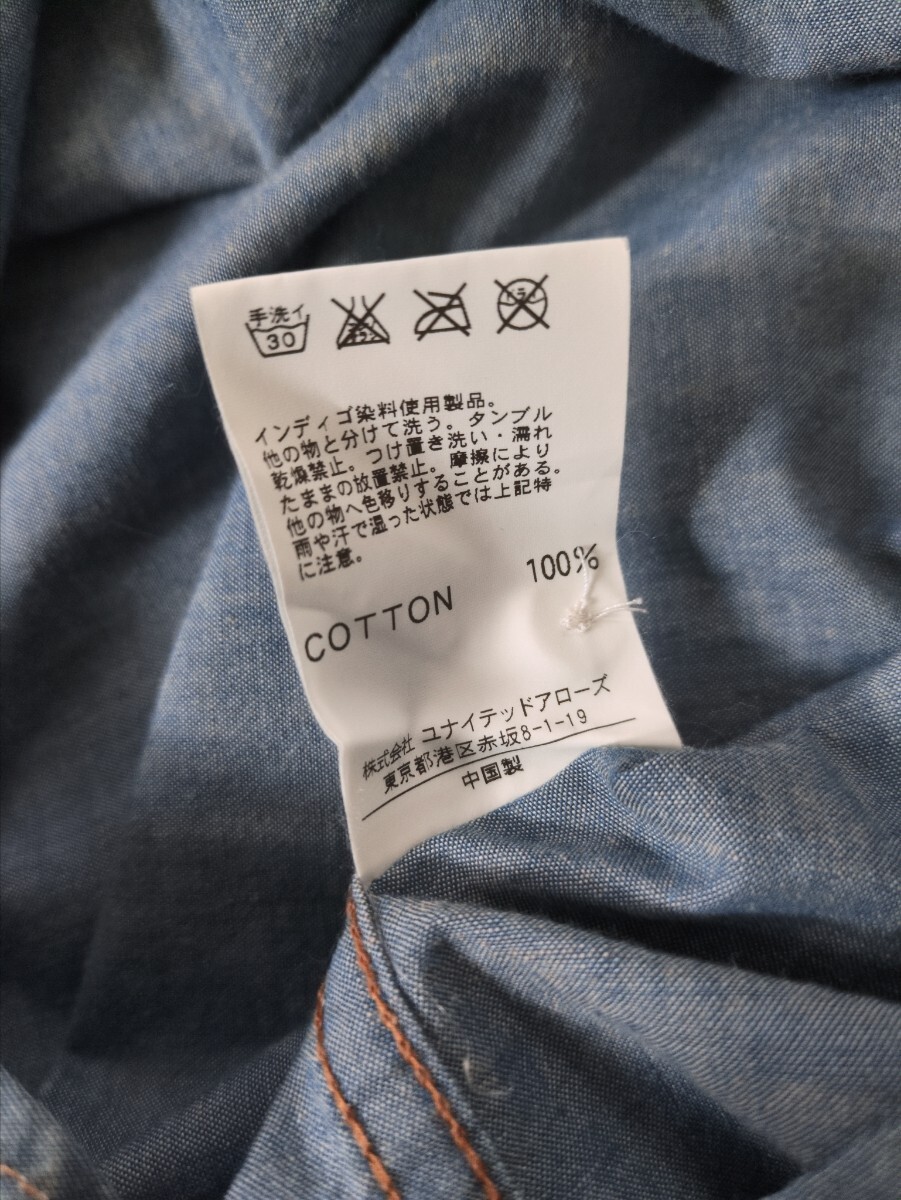 手洗イ
30
インディゴ染料使用製品。
他の物と分けて洗う。タンブル
乾燥禁止。つけ置き洗い・濡れ
たままの放置禁止。摩擦により
他の物へ色移りすることがある。
雨や汗で湿った状態では上記特
に注意。
COTTON 100%
株式会社 ユナイテッドアローズ
東京都港区赤坂8-1-19
中国製